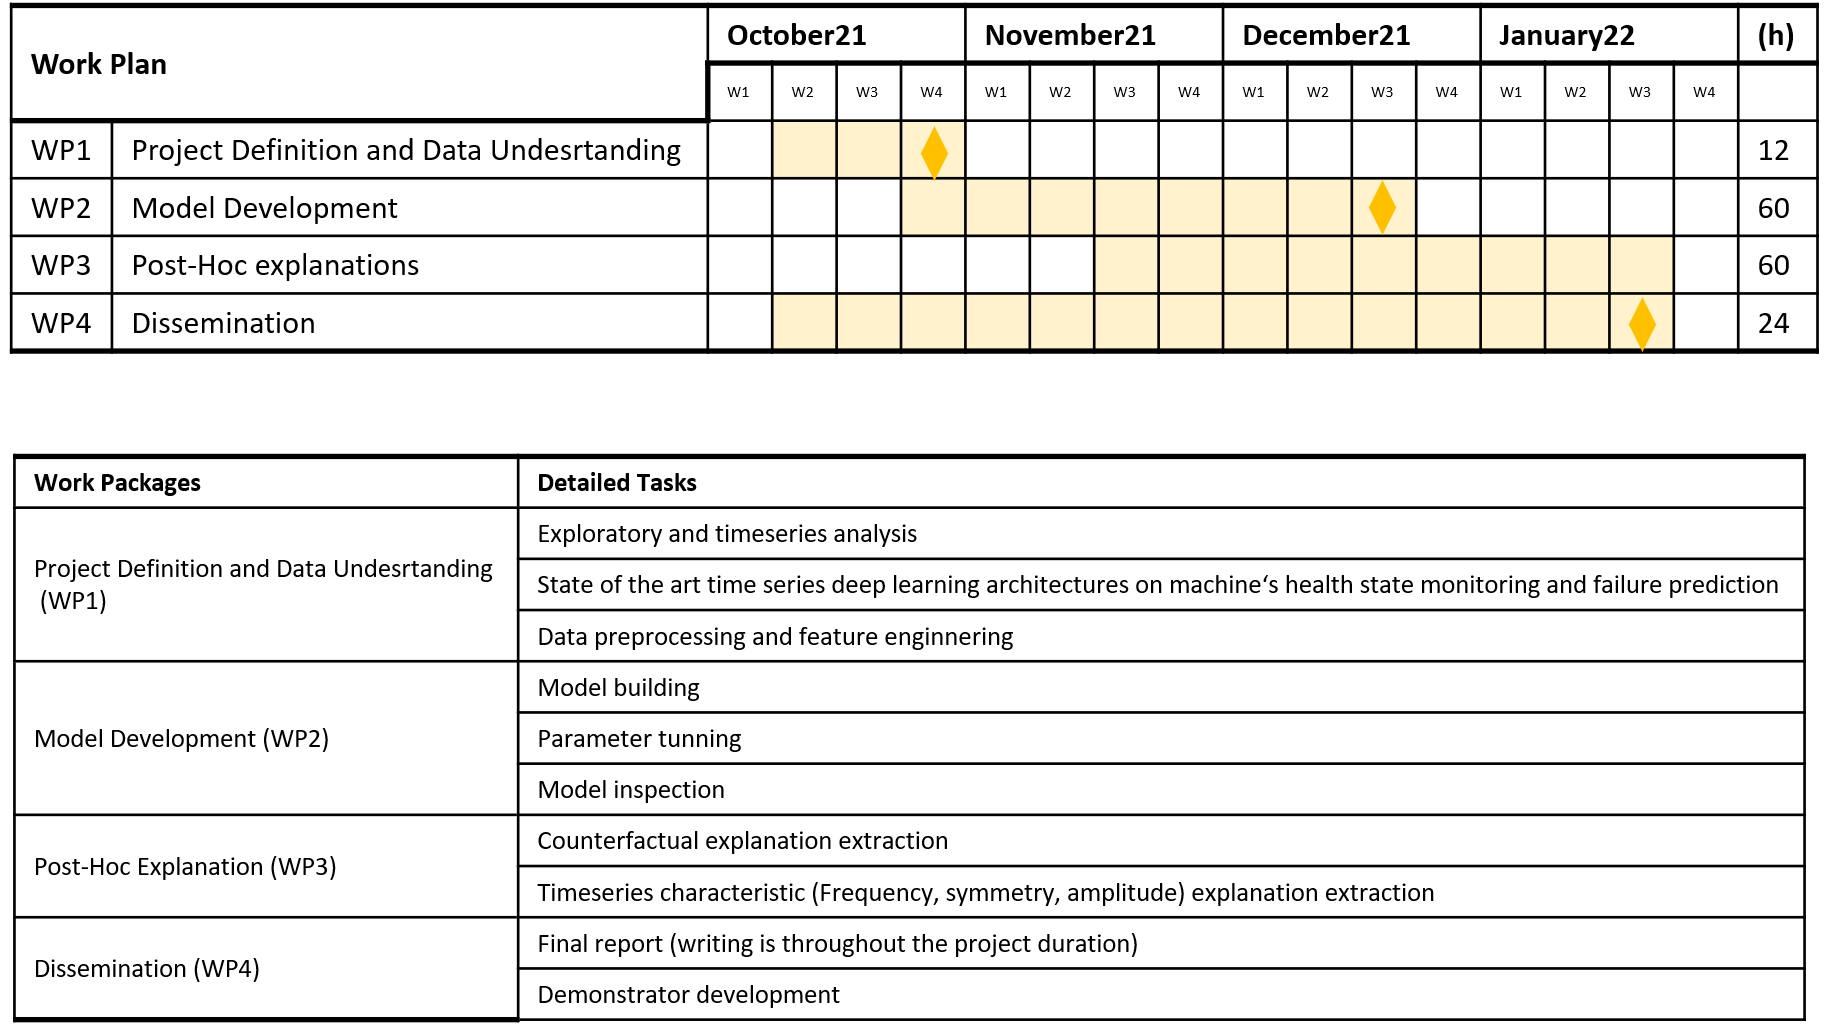 Work Plan October21 November21 December21 January22 (h)
W1 W2 W3 W4 W1 W2 W3 W4 W1 W2 W3 W4 W1 W2 W3 W4
WP1 Project Definition and Data Undesrtanding 12
WP2 Model Development 60
WP3 Post-Hoc explanations 60
WP4 Dissemination 24
Work Packages Detailed Tasks
Project Definition and Data Undesrtanding
(WP1)
Exploratory and timeseries analysis
State of the art time series deep learning architectures on machine‘s health state monitoring and failure prediction
Data preprocessing and feature enginnering
Model Development (WP2)
Model building
Parameter tunning
Model inspection
Post-Hoc Explanation (WP3)
Counterfactual explanation extraction
Timeseries characteristic (Frequency, symmetry, amplitude) explanation extraction
Dissemination (WP4)
Final report (writing is throughout the project duration)
Demonstrator development